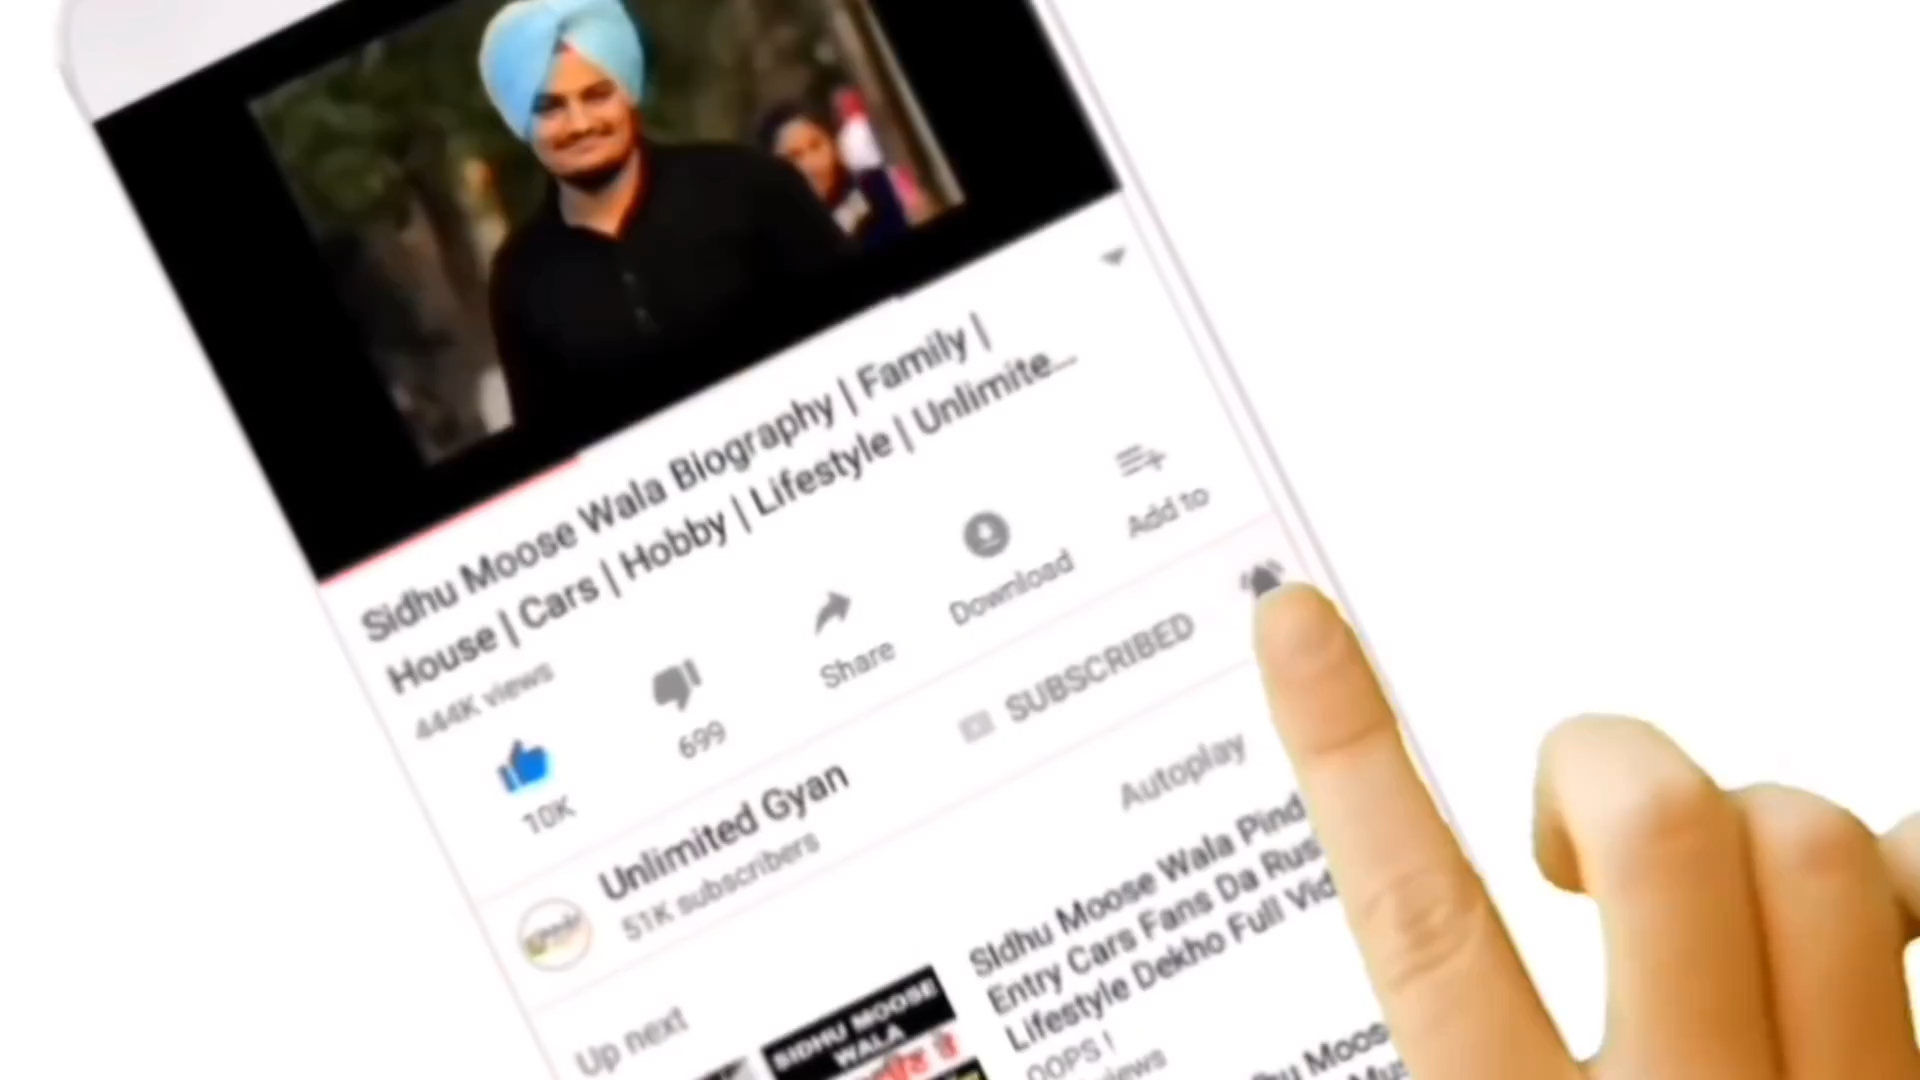 Sidhu Moose Wala Biography | Family |
House | Cars | Hobby | Lifestyle | Unlimite...
444K views
10K
699
Share
Download
Add to
Unlimited Gyan
51K subscribers
SUBSCRIBED
Up next
Autoplay
SIDHU MOOSE
WALA
SIdhu Moose Wala Pind
Entry Cars Fans Da Rus
Lifestyle Dekho Full Vid
OOPS !
views